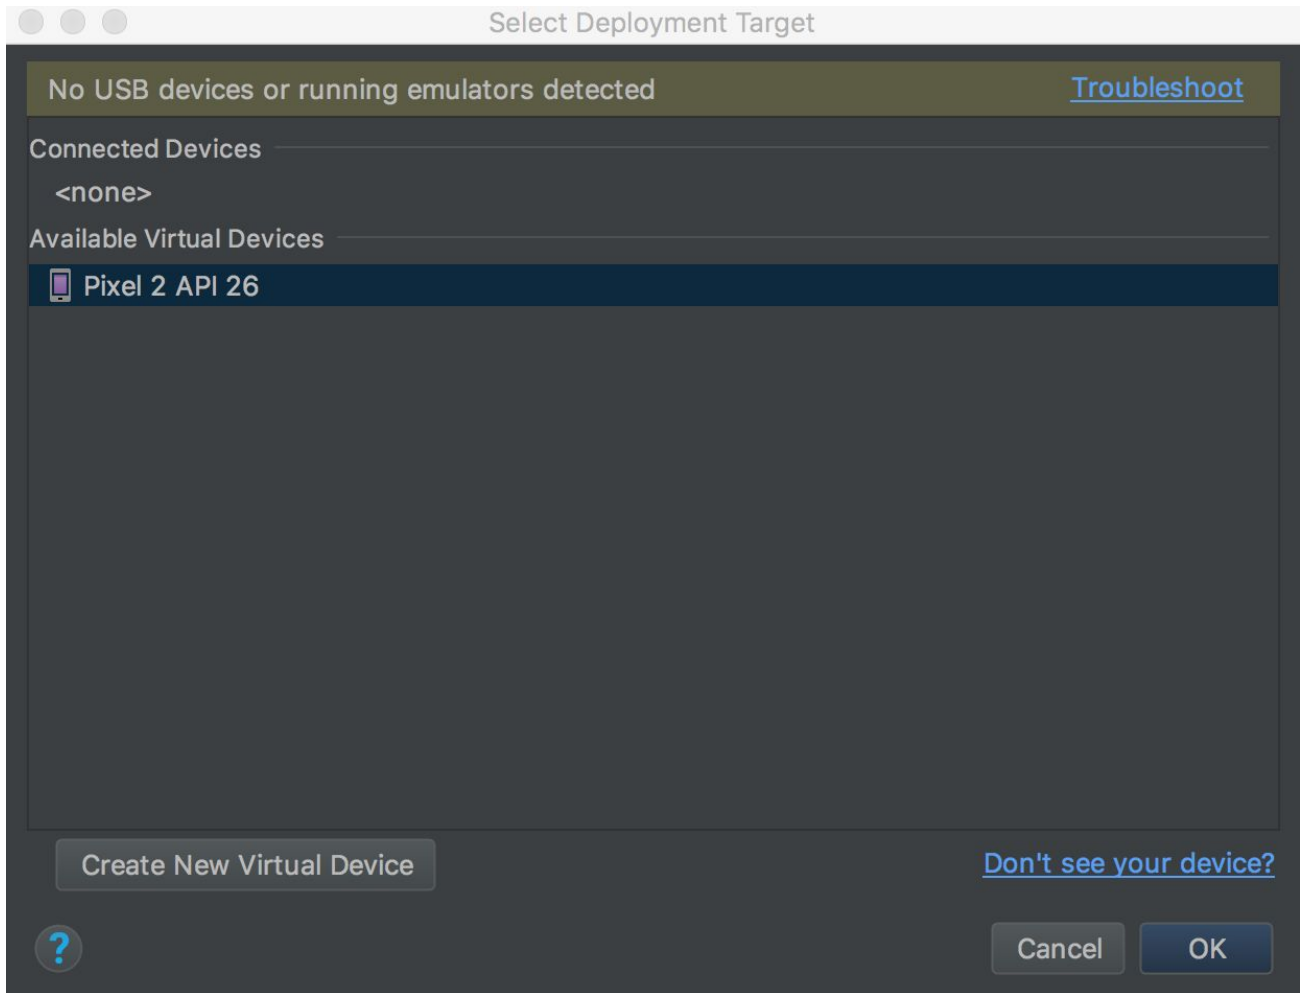 Select Deployment Target
No USB devices or running emulators detected
Troubleshoot
Connected Devices
<none>
Available Virtual Devices
Pixel 2 API 26
Create New Virtual Device
Don't see your device?
?
Cancel
OK